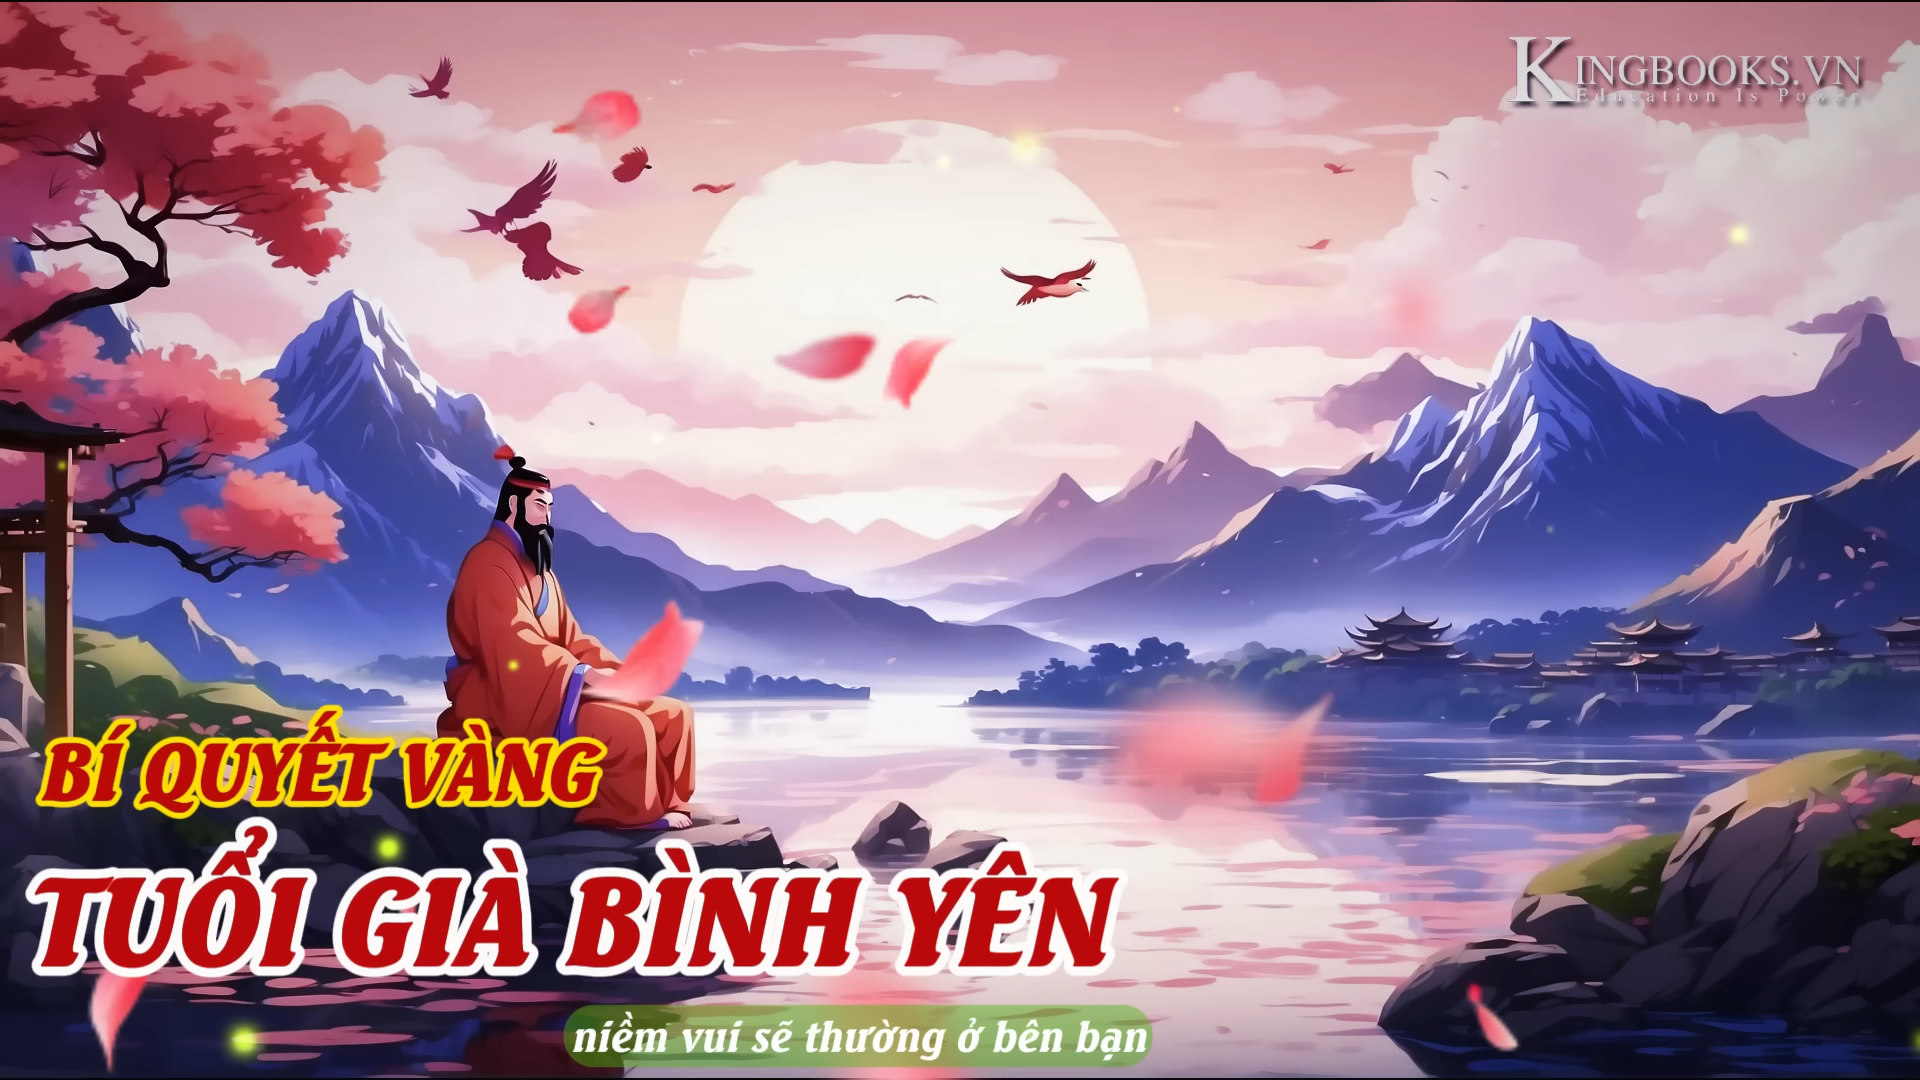 KINGBOOKS.VN
Education Is Power
BÍ QUYẾT VÀNG
TUỔI GIÀ BÌNH YÊN
niềm vui sẽ thường ở bên bạn